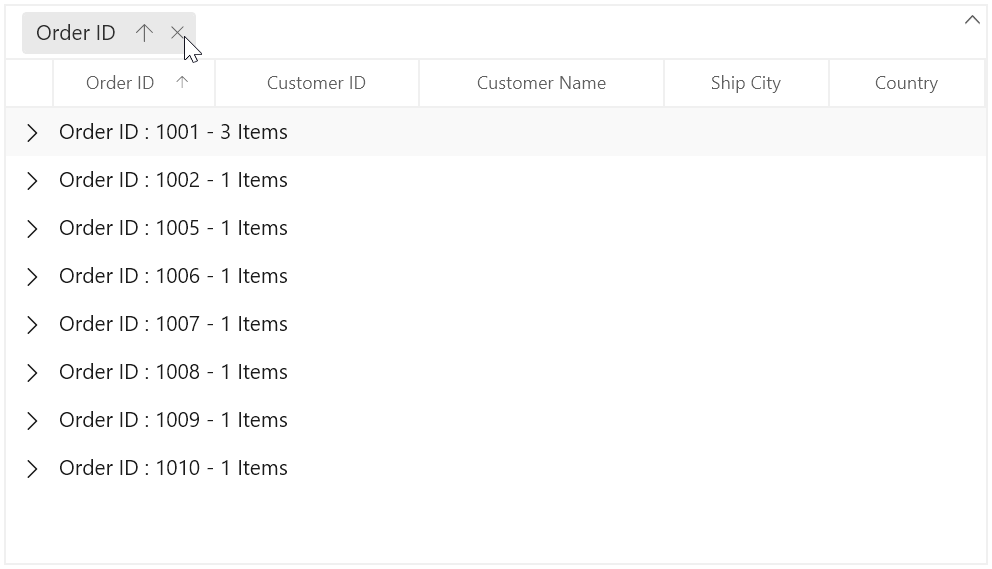 Order ID
Order ID Customer ID Customer Name Ship City Country
Order ID : 1001 - 3 Items
Order ID : 1002 - 1 Items
Order ID : 1005 - 1 Items
Order ID : 1006 - 1 Items
Order ID : 1007 - 1 Items
Order ID : 1008 - 1 Items
Order ID : 1009 - 1 Items
Order ID : 1010 - 1 Items